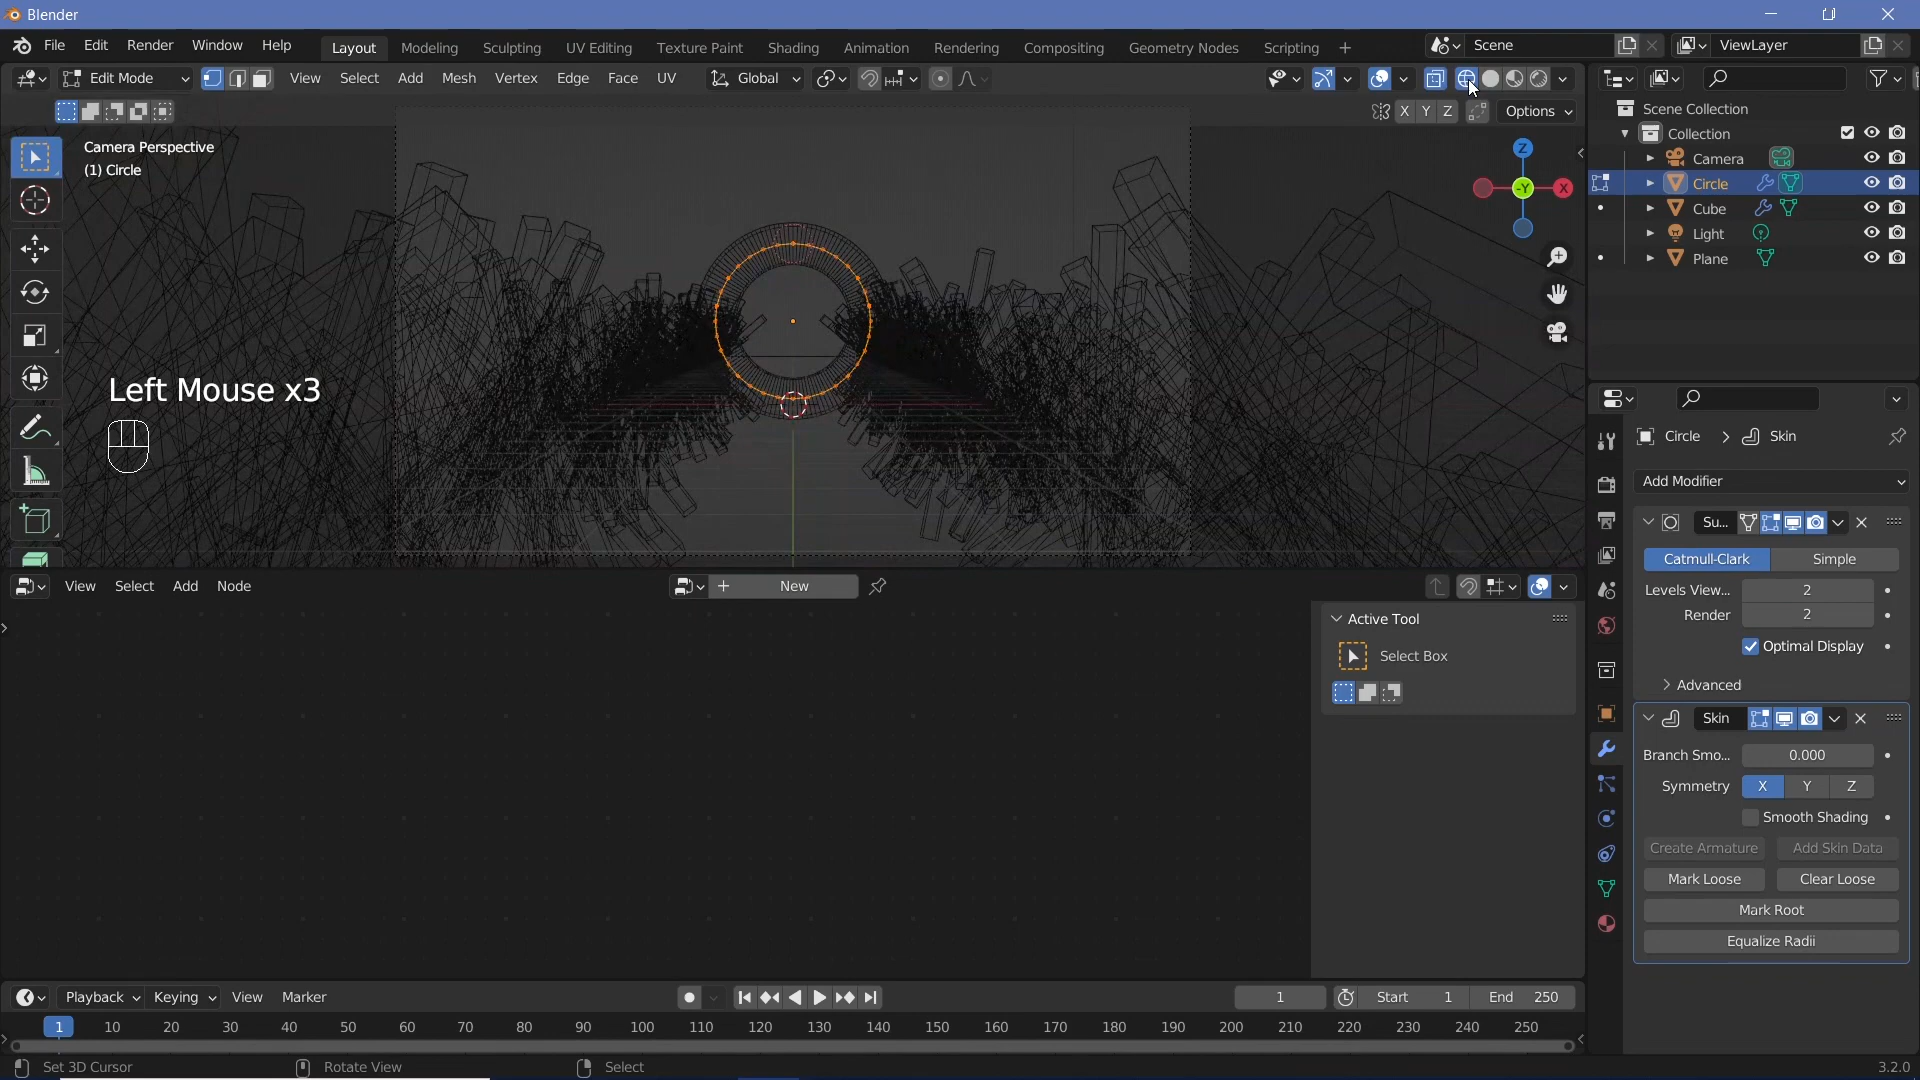 Blender
File Edit Render Window Help Layout Modeling Sculpting UV Editing Texture Paint Shading Animation Rendering Compositing Geometry Nodes Scripting + Scene ViewLayer
Edit Mode View Select Add Mesh Vertex Edge Face UV Global
X Y Z Options
Camera Perspective
(1) Circle
Z
-Y X
Left Mouse x3
Scene Collection
Collection
Camera
Circle
Cube
Light
Plane
Circle > Skin
Add Modifier
Su...
Catmull-Clark Simple
Levels View... 2
Render 2
Optimal Display
Advanced
Skin
Branch Smo... 0.000
Symmetry X Y Z
Smooth Shading
Create Armature Add Skin Data
Mark Loose Clear Loose
Mark Root
Equalize Radii
View Select Add Node + New
Active Tool
Select Box
Playback Keying View Marker 1 Start 1 End 250
1 10 20 30 40 50 60 70 80 90 100 110 120 130 140 150 160 170 180 190 200 210 220 230 240 250
Set 3D Cursor Rotate View Select 3.2.0